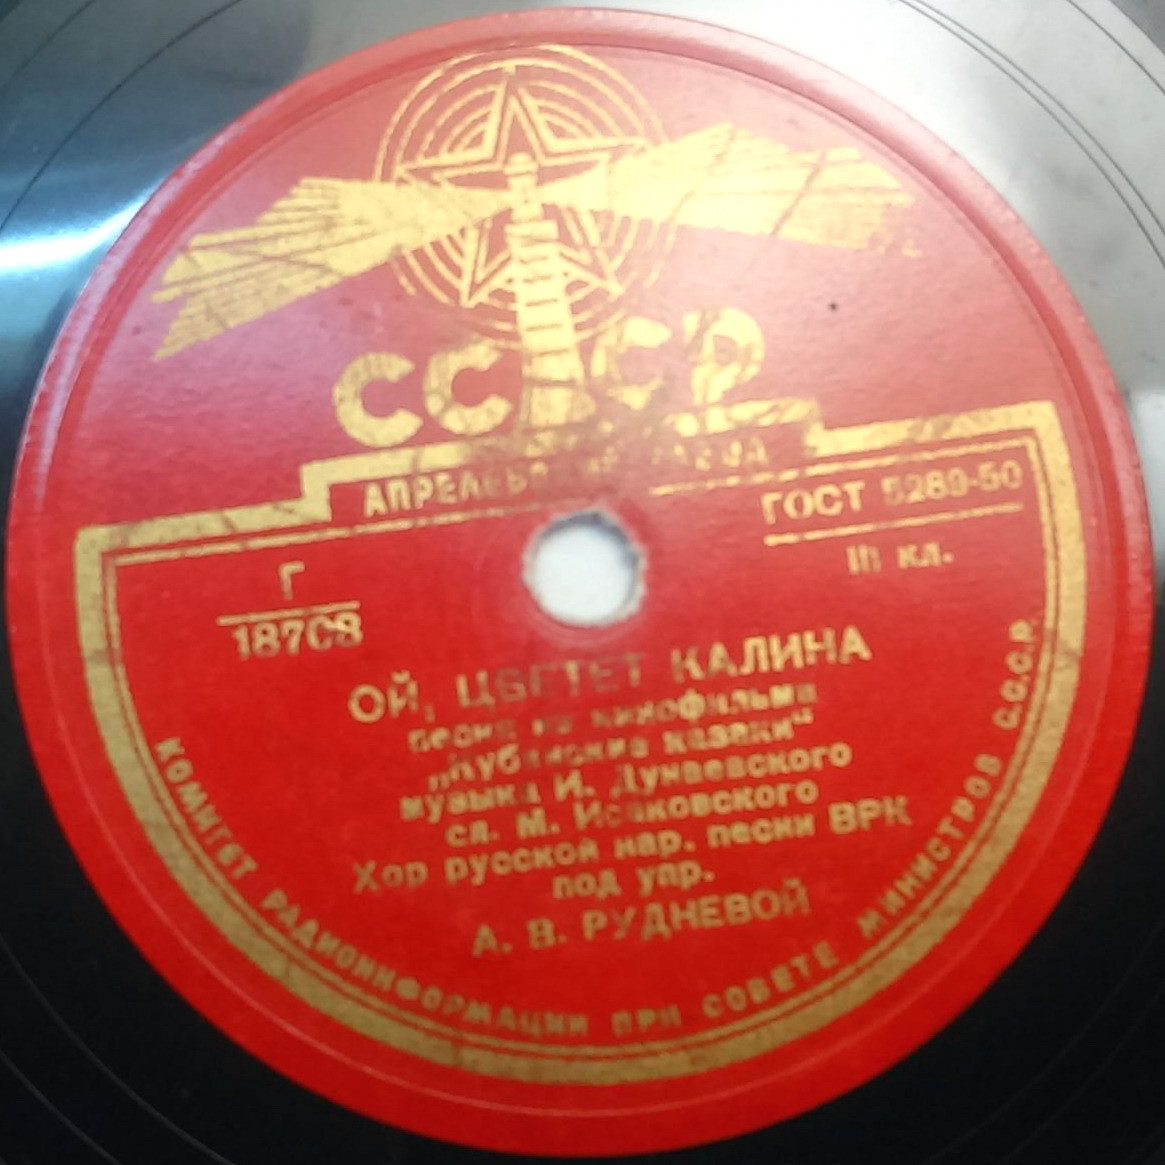 СССР
АПРЕЛЕВСКИЙ ЗАВОД
ГОСТ 5289-50
III кл.
Г
18708
ОЙ, ЦВЕТЕТ КАЛИНА
песня из кинофильма
„Кубанские казаки“
музыка И. Дунаевского
сл. М. Исаковского
Хор русской нар. песни ВРК
под упр.
А. В. РУДНЕВОЙ
КОМИТЕТ РАДИОИНФОРМАЦИИ ПРИ СОВЕТЕ МИНИСТРОВ С.С.С.Р.